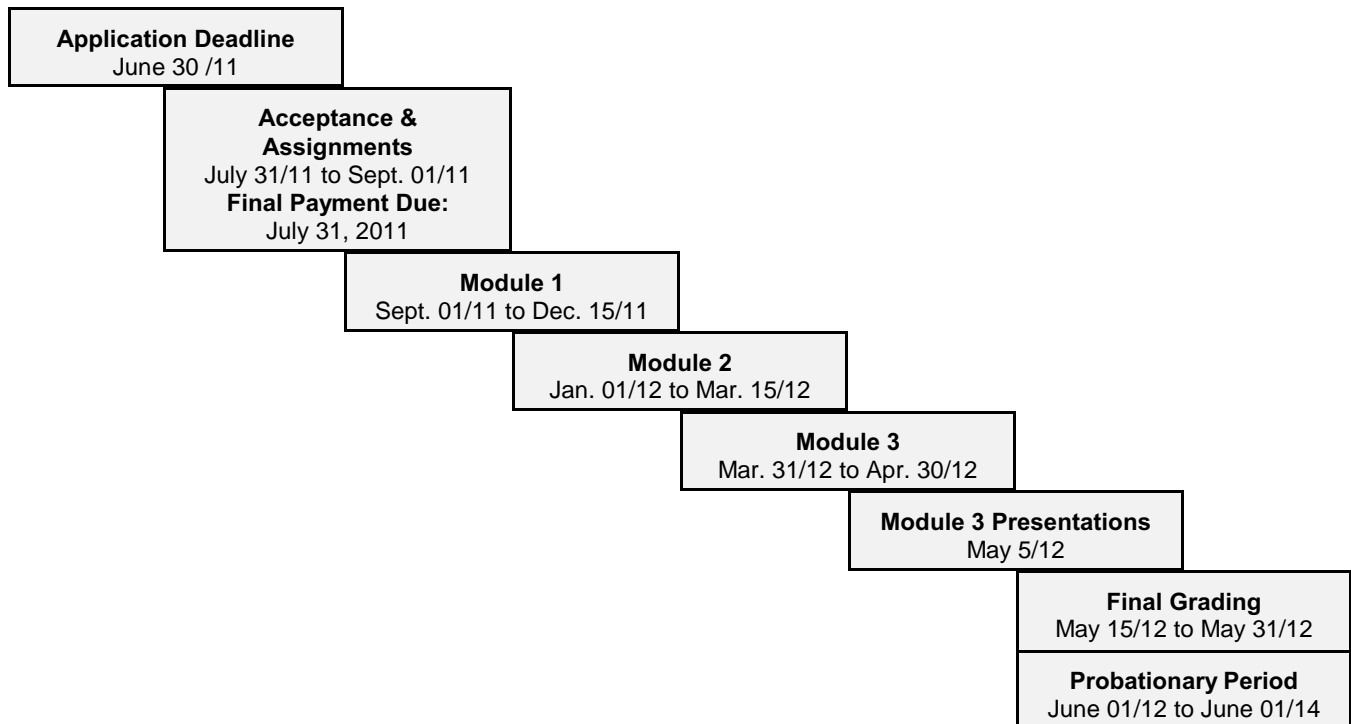 Application Deadline
June 30 /11
Acceptance &
Assignments
July 31/11 to Sept. 01/11
Final Payment Due:
July 31, 2011
Module 1
Sept. 01/11 to Dec. 15/11
Module 2
Jan. 01/12 to Mar. 15/12
Module 3
Mar. 31/12 to Apr. 30/12
Module 3 Presentations
May 5/12
Final Grading
May 15/12 to May 31/12
Probationary Period
June 01/12 to June 01/14